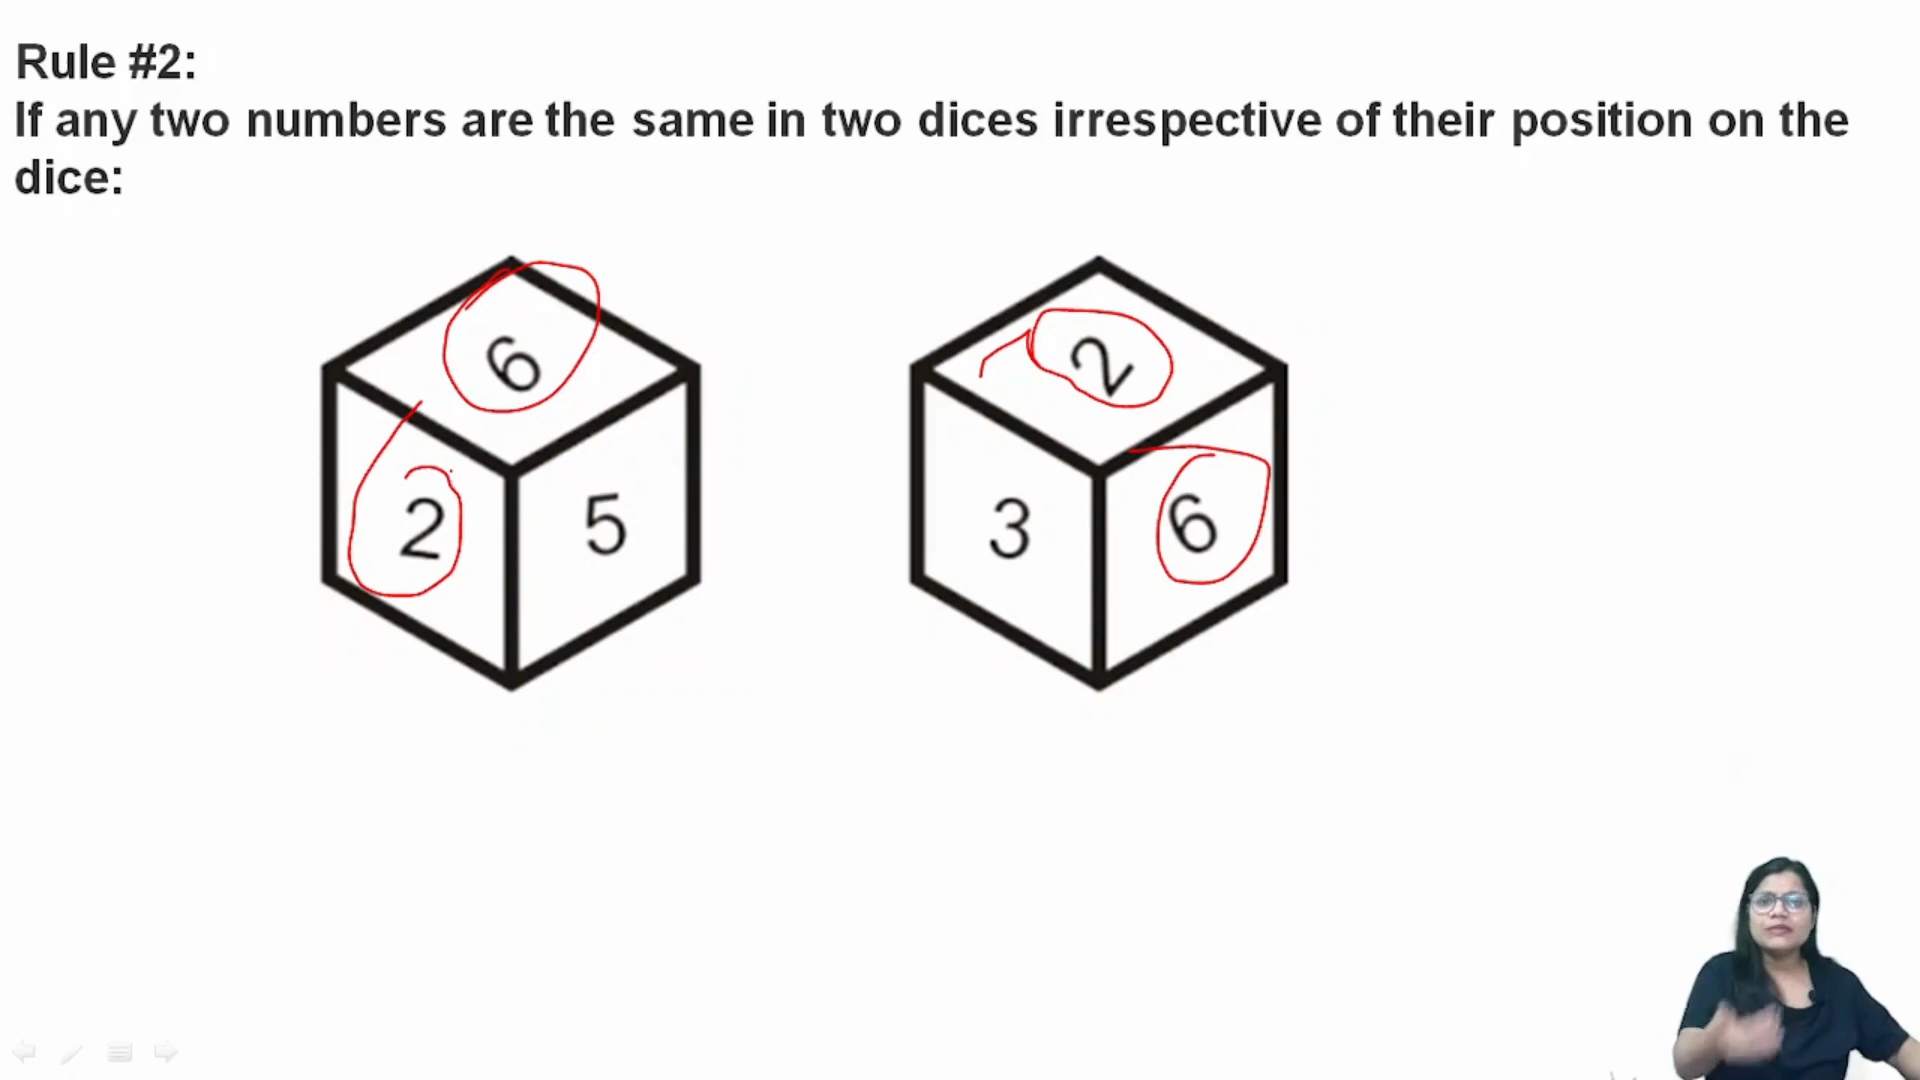 Rule #2:
If any two numbers are the same in two dices irrespective of their position on the
dice:
6
2
2
5
3
6